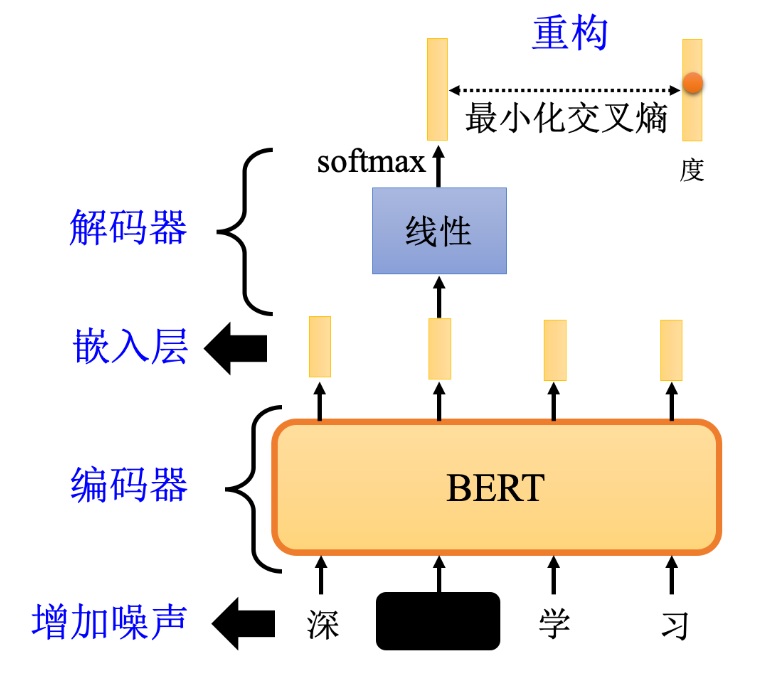 重构
最小化交叉熵
softmax
度
解码器
线性
嵌入层
编码器
BERT
增加噪声
深
学
习